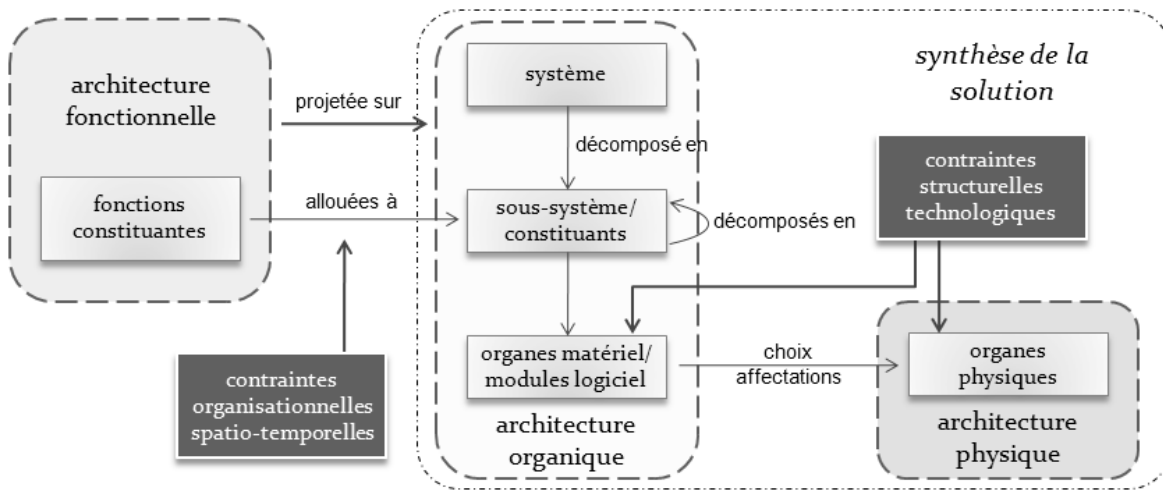 architecture
fonctionnelle
fonctions
constituantes
projetée sur
allouées à
contraintes
organisationnelles
spatio-temporelles
système
décomposé en
sous-système/
constituants
décomposés en
organes matériel/
modules logiciel
architecture
organique
synthèse de la
solution
contraintes
structurelles
technologiques
choix
affectations
organes
physiques
architecture
physique